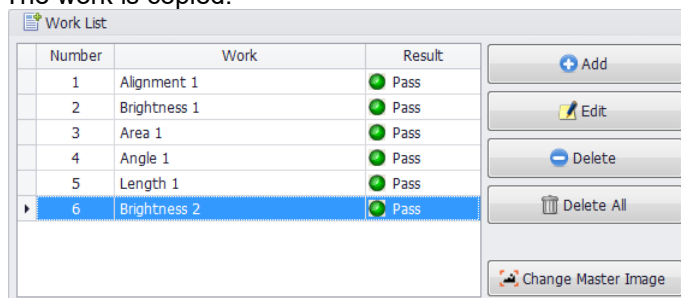 The work is copied.
Work List
Number Work Result
1 Alignment 1 Pass
2 Brightness 1 Pass
3 Area 1 Pass
4 Angle 1 Pass
5 Length 1 Pass
6 Brightness 2 Pass
Add
Edit
Delete
Delete All
Change Master Image